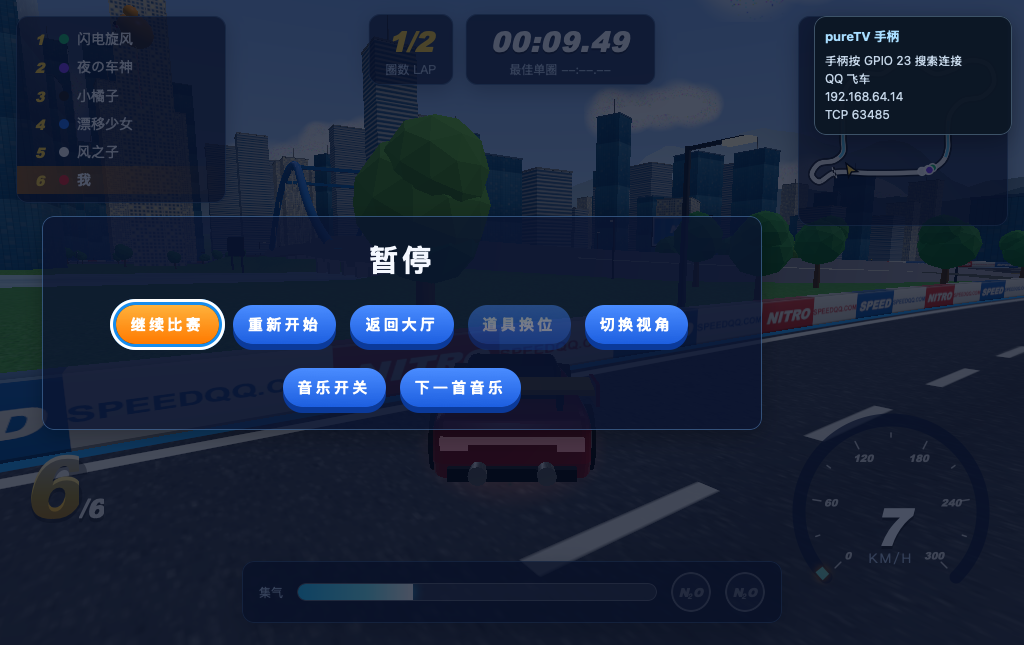 1 闪电旋风
2 夜の车神
3 小橘子
4 漂移少女
5 风之子
6 我
1/2
圈数 LAP
00:09.49
最佳单圈 --:--.--
pureTV 手柄
手柄按 GPIO 23 搜索连接
QQ 飞车
192.168.64.14
TCP 63485
暂停
继续比赛 重新开始 返回大厅 道具换位 切换视角
音乐开关 下一首音乐
NITRO SPEEDQQ.COM SPEED NITRO SPEED
SPEEDQQ.C
NITRO
D
6/6
0 60 120 180 240 300
7
KM/H
集气 N₂O N₂O